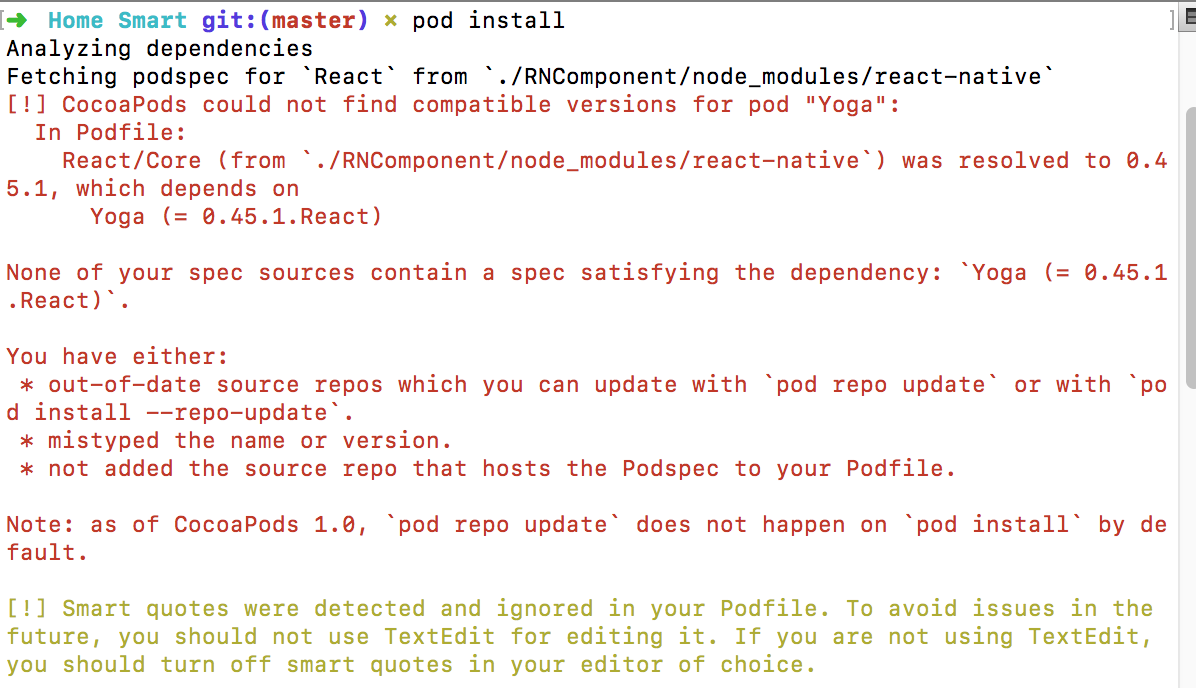 [➜ Home Smart git:(master) × pod install ]
Analyzing dependencies
Fetching podspec for `React` from `./RNComponent/node_modules/react-native`
[!] CocoaPods could not find compatible versions for pod "Yoga":
  In Podfile:
    React/Core (from `./RNComponent/node_modules/react-native`) was resolved to 0.4
5.1, which depends on
      Yoga (= 0.45.1.React)

None of your spec sources contain a spec satisfying the dependency: `Yoga (= 0.45.1
.React)`.

You have either:
 * out-of-date source repos which you can update with `pod repo update` or with `po
d install --repo-update`.
 * mistyped the name or version.
 * not added the source repo that hosts the Podspec to your Podfile.

Note: as of CocoaPods 1.0, `pod repo update` does not happen on `pod install` by de
fault.

[!] Smart quotes were detected and ignored in your Podfile. To avoid issues in the
future, you should not use TextEdit for editing it. If you are not using TextEdit,
you should turn off smart quotes in your editor of choice.